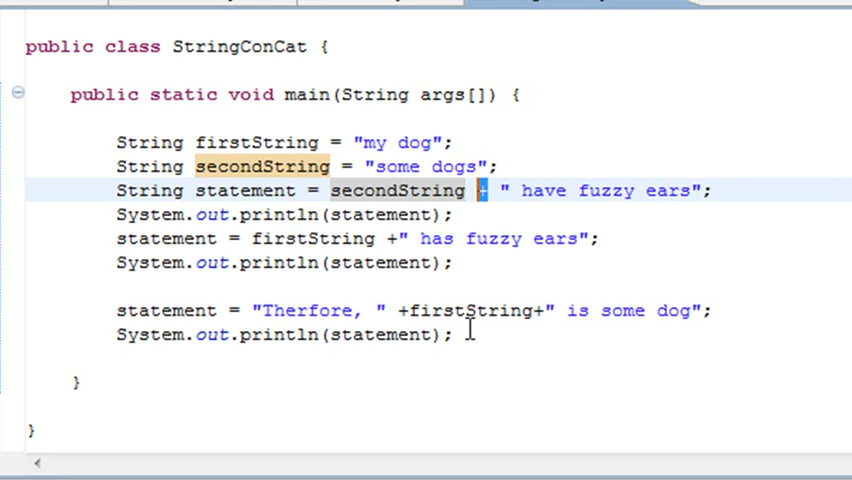 public class StringConCat {
public static void main(String args[]) {
String firstString = "my dog";
String secondString = "some dogs";
String statement = secondString + " have fuzzy ears";
System.out.println(statement);
statement = firstString +" has fuzzy ears";
System.out.println(statement);
statement = "Therfore, " +firstString+" is some dog";
System.out.println(statement);
}
}